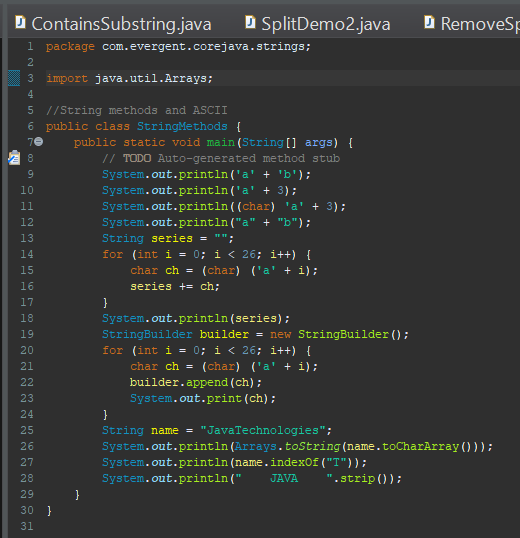 ContainsSubstring.java SplitDemo2.java RemoveSp
1 package com.evergent.corejava.strings;
2
3 import java.util.Arrays;
4
5 //String methods and ASCII
6 public class StringMethods {
7 public static void main(String[] args) {
8 // TODO Auto-generated method stub
9 System.out.println('a' + 'b');
10 System.out.println('a' + 3);
11 System.out.println((char) 'a' + 3);
12 System.out.println("a" + "b");
13 String series = "";
14 for (int i = 0; i < 26; i++) {
15 char ch = (char) ('a' + i);
16 series += ch;
17 }
18 System.out.println(series);
19 StringBuilder builder = new StringBuilder();
20 for (int i = 0; i < 26; i++) {
21 char ch = (char) ('a' + i);
22 builder.append(ch);
23 System.out.print(ch);
24 }
25 String name = "JavaTechnologies";
26 System.out.println(Arrays.toString(name.toCharArray()));
27 System.out.println(name.indexOf("T"));
28 System.out.println("    JAVA    ".strip());
29 }
30 }
31